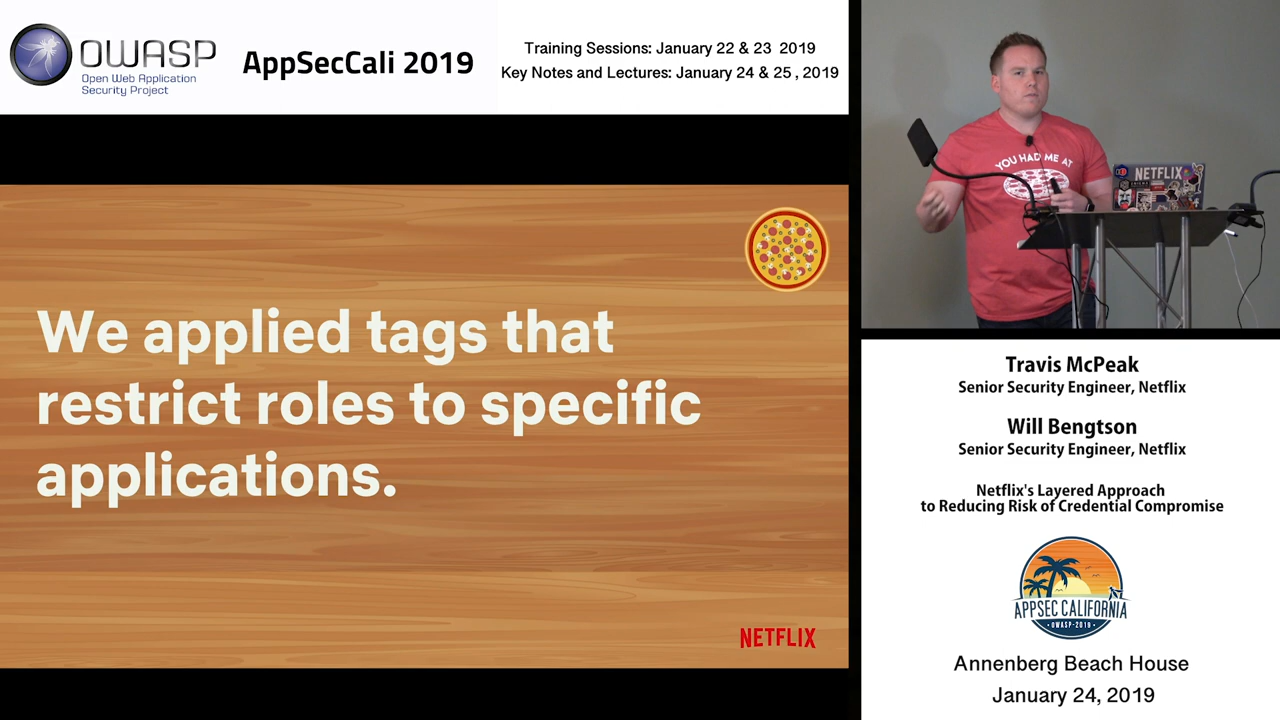 OWASP
Open Web Application
Security Project
AppSecCali 2019
Training Sessions: January 22 & 23 2019
Key Notes and Lectures: January 24 & 25, 2019
We applied tags that
restrict roles to specific
applications.
NETFLIX
YOU HAD ME AT
NETFLIX
Travis McPeak
Senior Security Engineer, Netflix
Will Bengtson
Senior Security Engineer, Netflix
Netflix's Layered Approach
to Reducing Risk of Credential Compromise
APPSEC CALIFORNIA
OWASP-2019
Annenberg Beach House
January 24, 2019